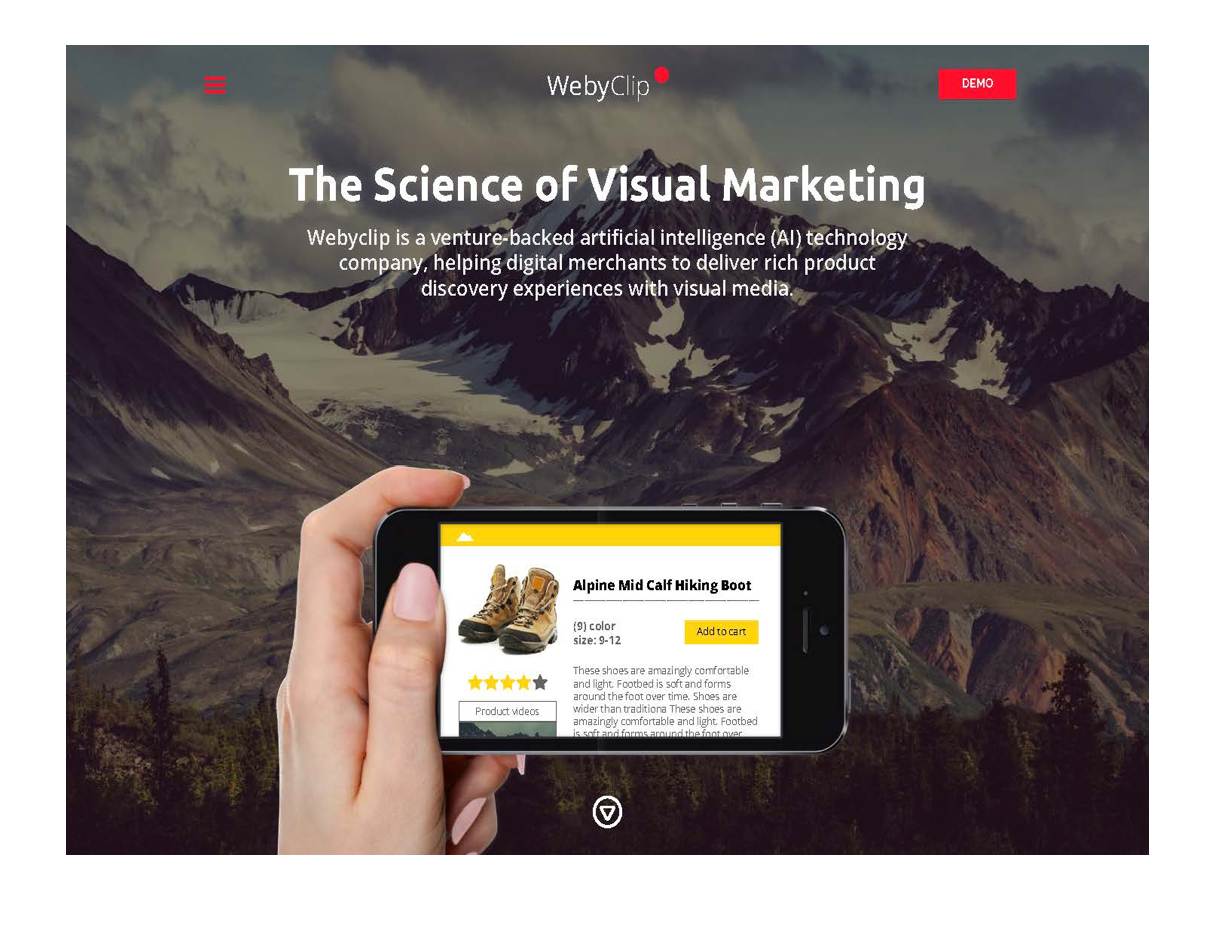 WebyClip
DEMO
The Science of Visual Marketing
Webyclip is a venture-backed artificial intelligence (AI) technology
company, helping digital merchants to deliver rich product
discovery experiences with visual media.
Alpine Mid Calf Hiking Boot
(9) color
size: 9-12
Add to cart
These shoes are amazingly comfortable
and light. Footbed is soft and forms
around the foot over time. Shoes are
wider than traditiona These shoes are
amazingly comfortable and light. Footbed
is soft and forms around the foot over
Product videos